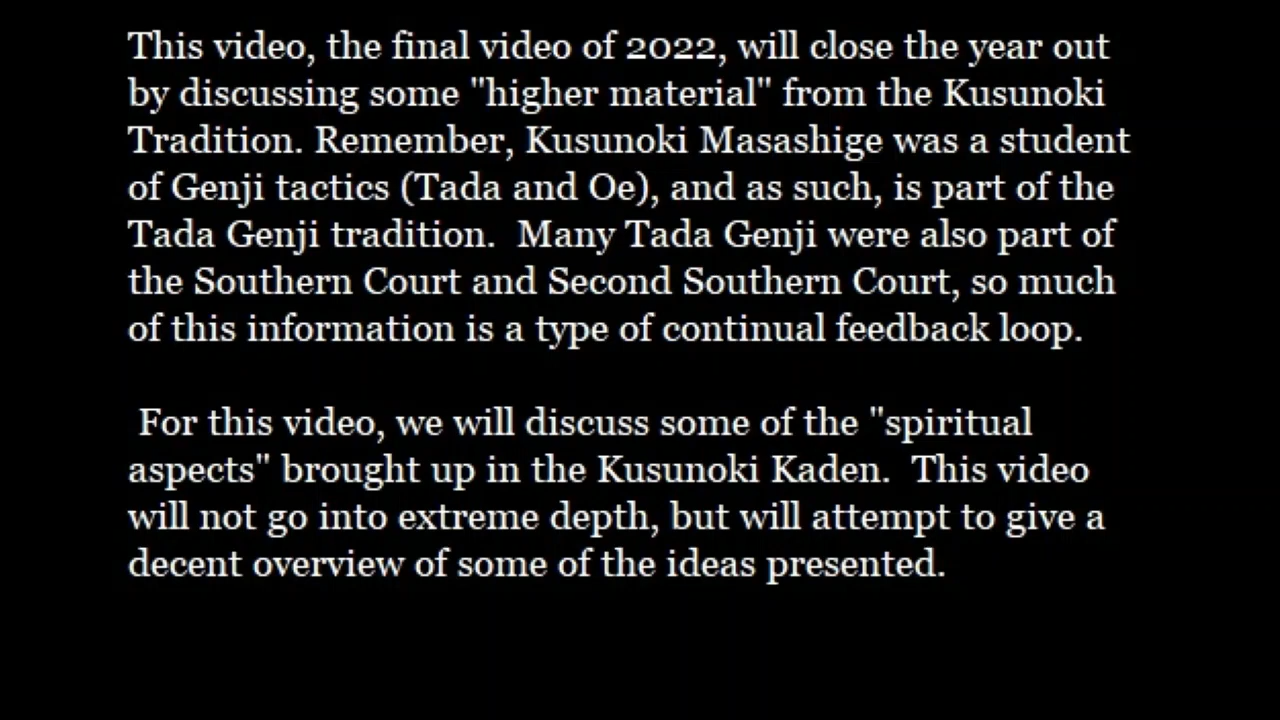 This video, the final video of 2022, will close the year out
by discussing some "higher material" from the Kusunoki
Tradition. Remember, Kusunoki Masashige was a student
of Genji tactics (Tada and Oe), and as such, is part of the
Tada Genji tradition.  Many Tada Genji were also part of
the Southern Court and Second Southern Court, so much
of this information is a type of continual feedback loop.
For this video, we will discuss some of the "spiritual
aspects" brought up in the Kusunoki Kaden.  This video
will not go into extreme depth, but will attempt to give a
decent overview of some of the ideas presented.